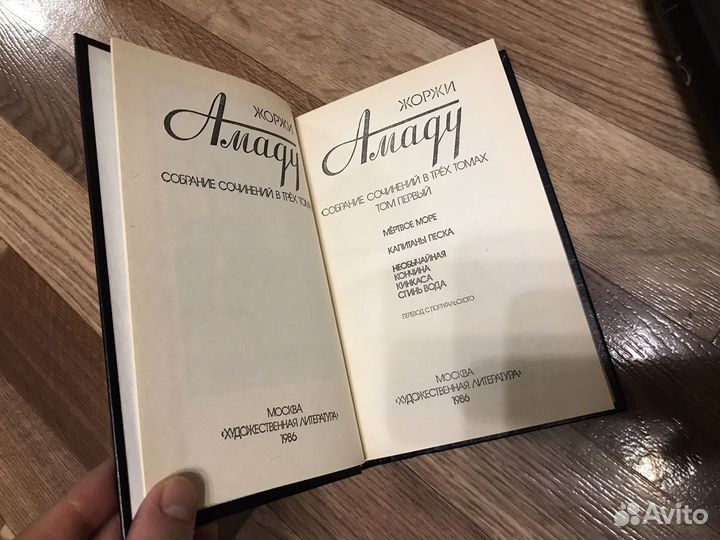 ЖОРЖИ
Амаду
СОБРАНИЕ СОЧИНЕНИЙ В ТРЁХ ТОМАХ
МОСКВА
«ХУДОЖЕСТВЕННАЯ ЛИТЕРАТУРА»
1986
ЖОРЖИ
Амаду
СОБРАНИЕ СОЧИНЕНИЙ В ТРЁХ ТОМАХ
ТОМ ПЕРВЫЙ
МЁРТВОЕ МОРЕ
КАПИТАНЫ ПЕСКА
НЕОБЫЧАЙНАЯ
КОНЧИНА
КИНКАСА
СГИНЬ ВОДА
ПЕРЕВОД С ПОРТУГАЛЬСКОГО
МОСКВА
«ХУДОЖЕСТВЕННАЯ ЛИТЕРАТУРА»
1986
Avito